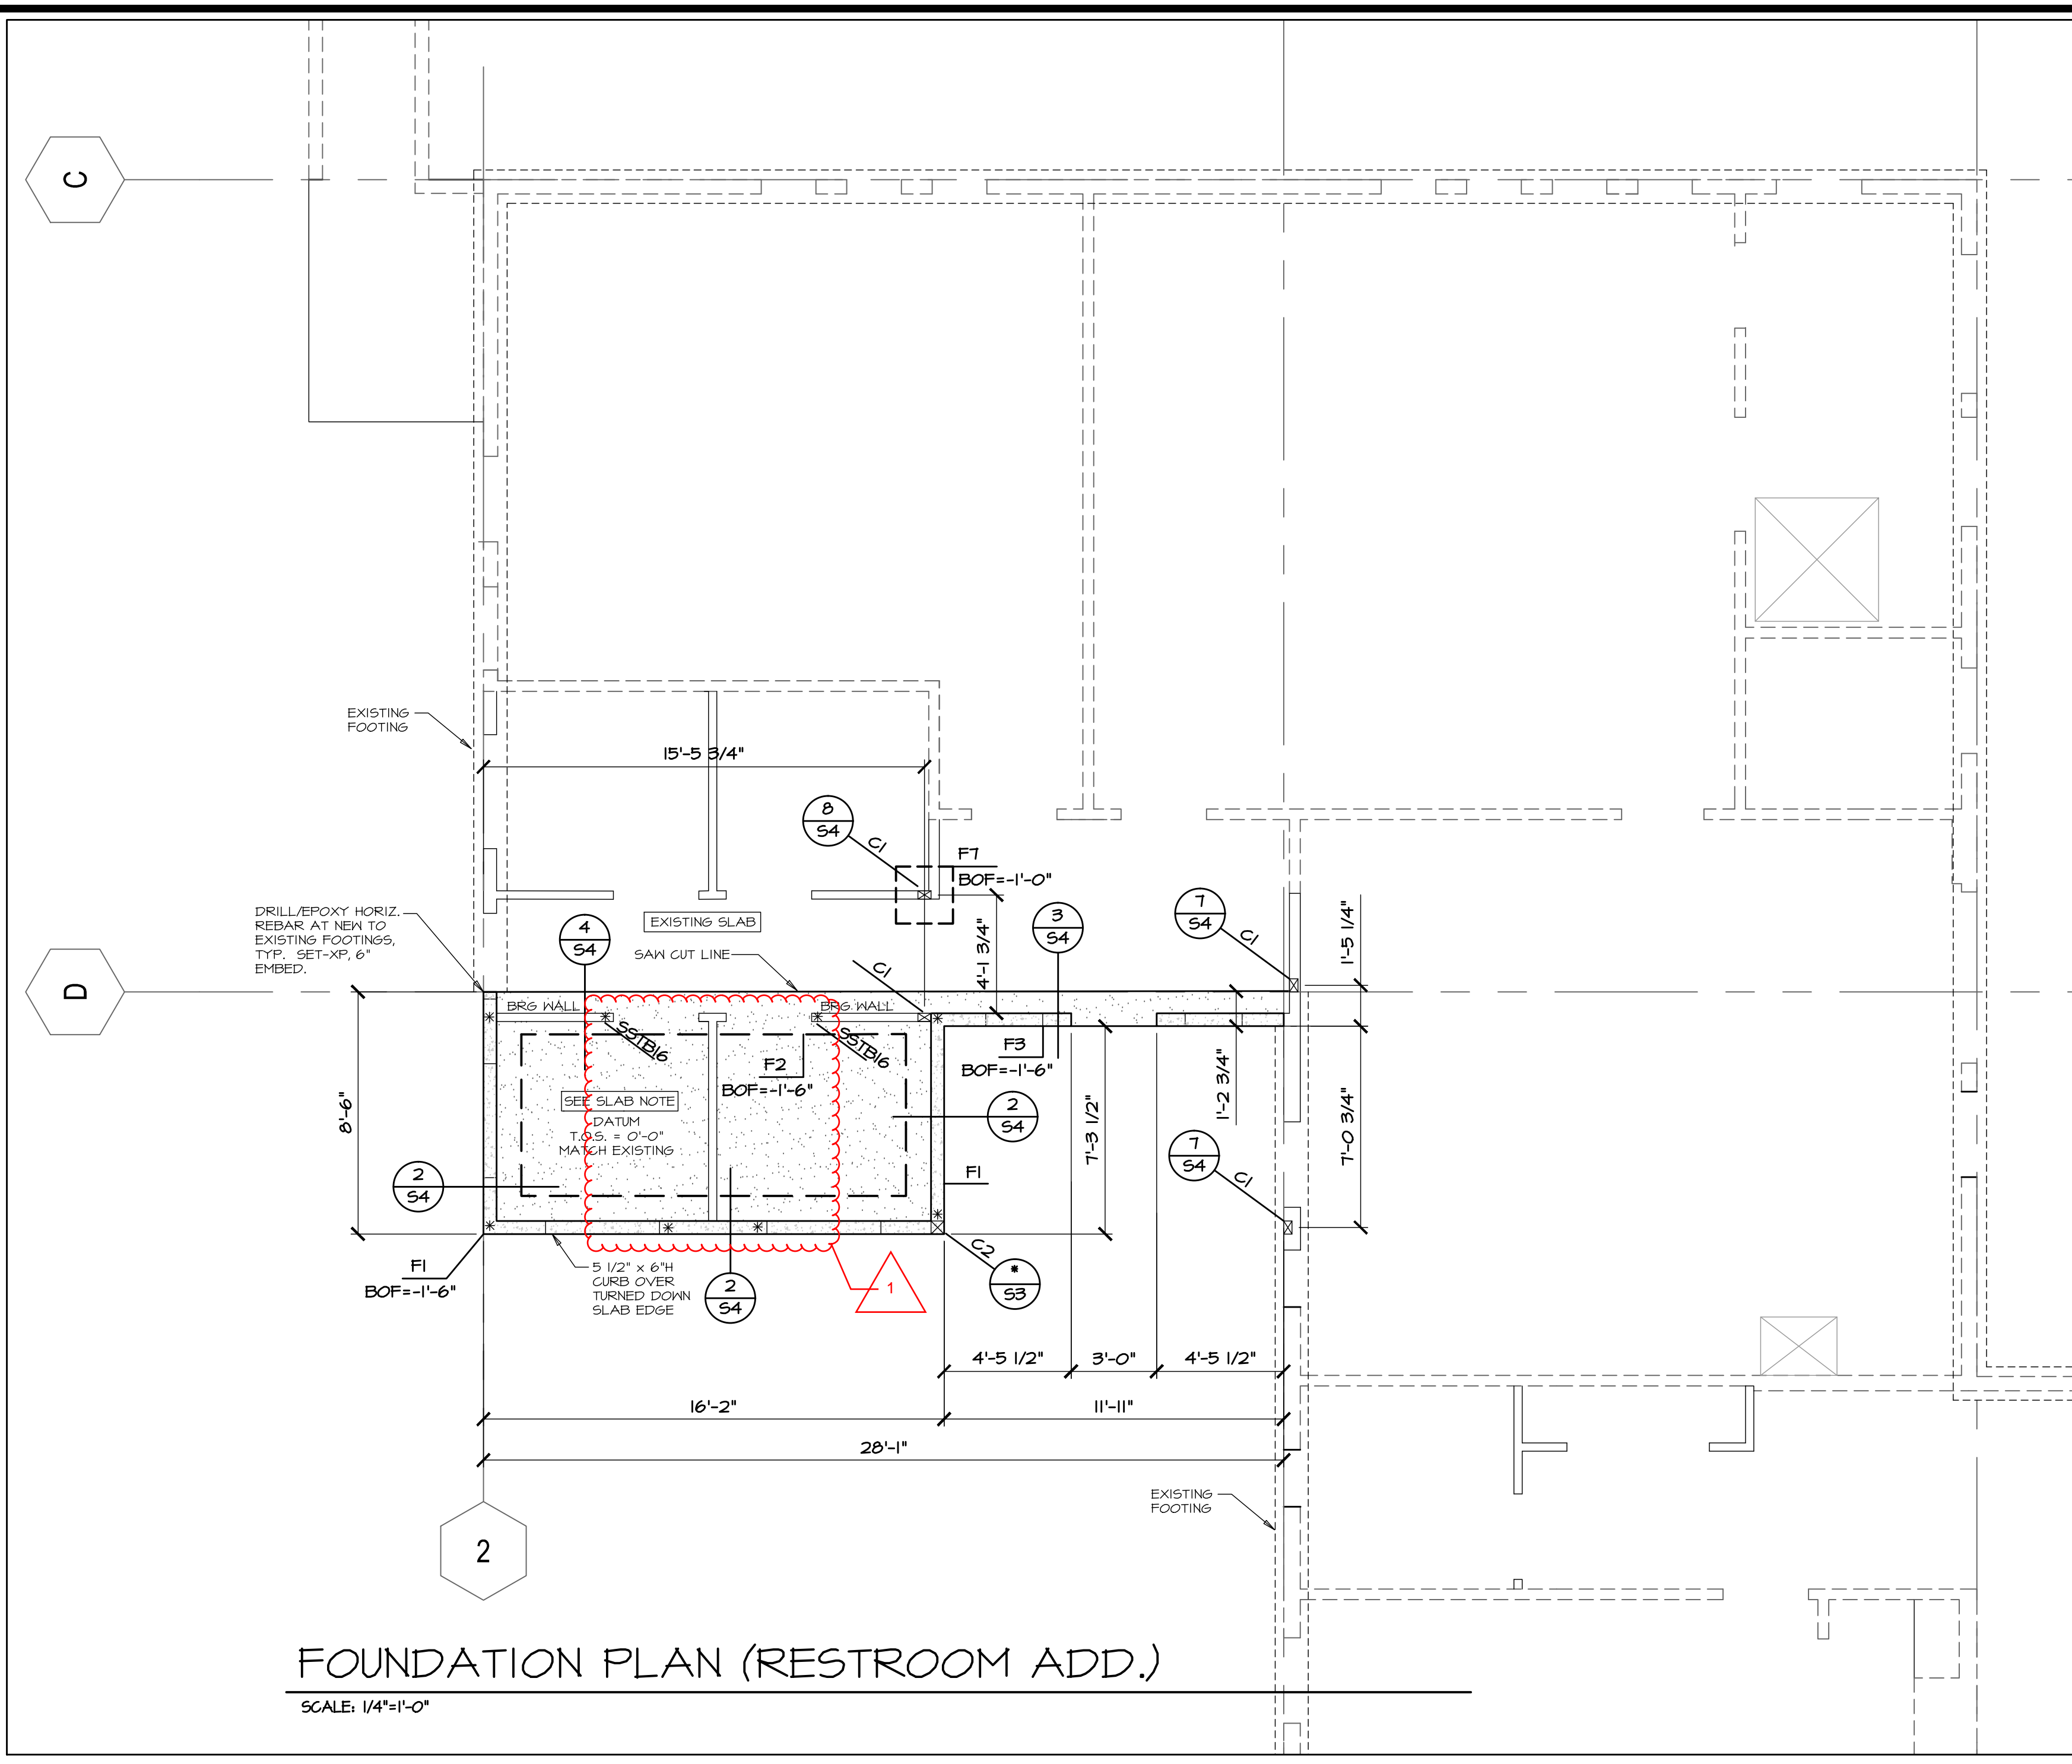 C
EXISTING
FOOTING
15'-5 3/4"
8
S4
C1
F7
BOF=-1'-0"
DRILL/EPOXY HORIZ.
REBAR AT NEW TO
EXISTING FOOTINGS,
TYP. SET-XP, 6"
EMBED.
4
S4
EXISTING SLAB
SAW CUT LINE
C1
4'-1 3/4"
3
S4
7
S4
C1
1'-5 1/4"
D
BRG WALL
BRG. WALL
SSTB16
SSTB16
F2
BOF=-1'-6"
F3
BOF=-1'-6"
8'-6"
SEE SLAB NOTE
DATUM
T.O.S. = 0'-0"
MATCH EXISTING
2
S4
7'-3 1/2"
1'-2 3/4"
7'-0 3/4"
7
S4
C1
2
S4
F1
F1
BOF=-1'-6"
5 1/2" x 6"H
CURB OVER
TURNED DOWN
SLAB EDGE
2
S4
1
C2
*
S3
4'-5 1/2"
3'-0"
4'-5 1/2"
16'-2"
11'-11"
28'-1"
EXISTING
FOOTING
2
FOUNDATION PLAN (RESTROOM ADD.)
SCALE: 1/4"=1'-0"